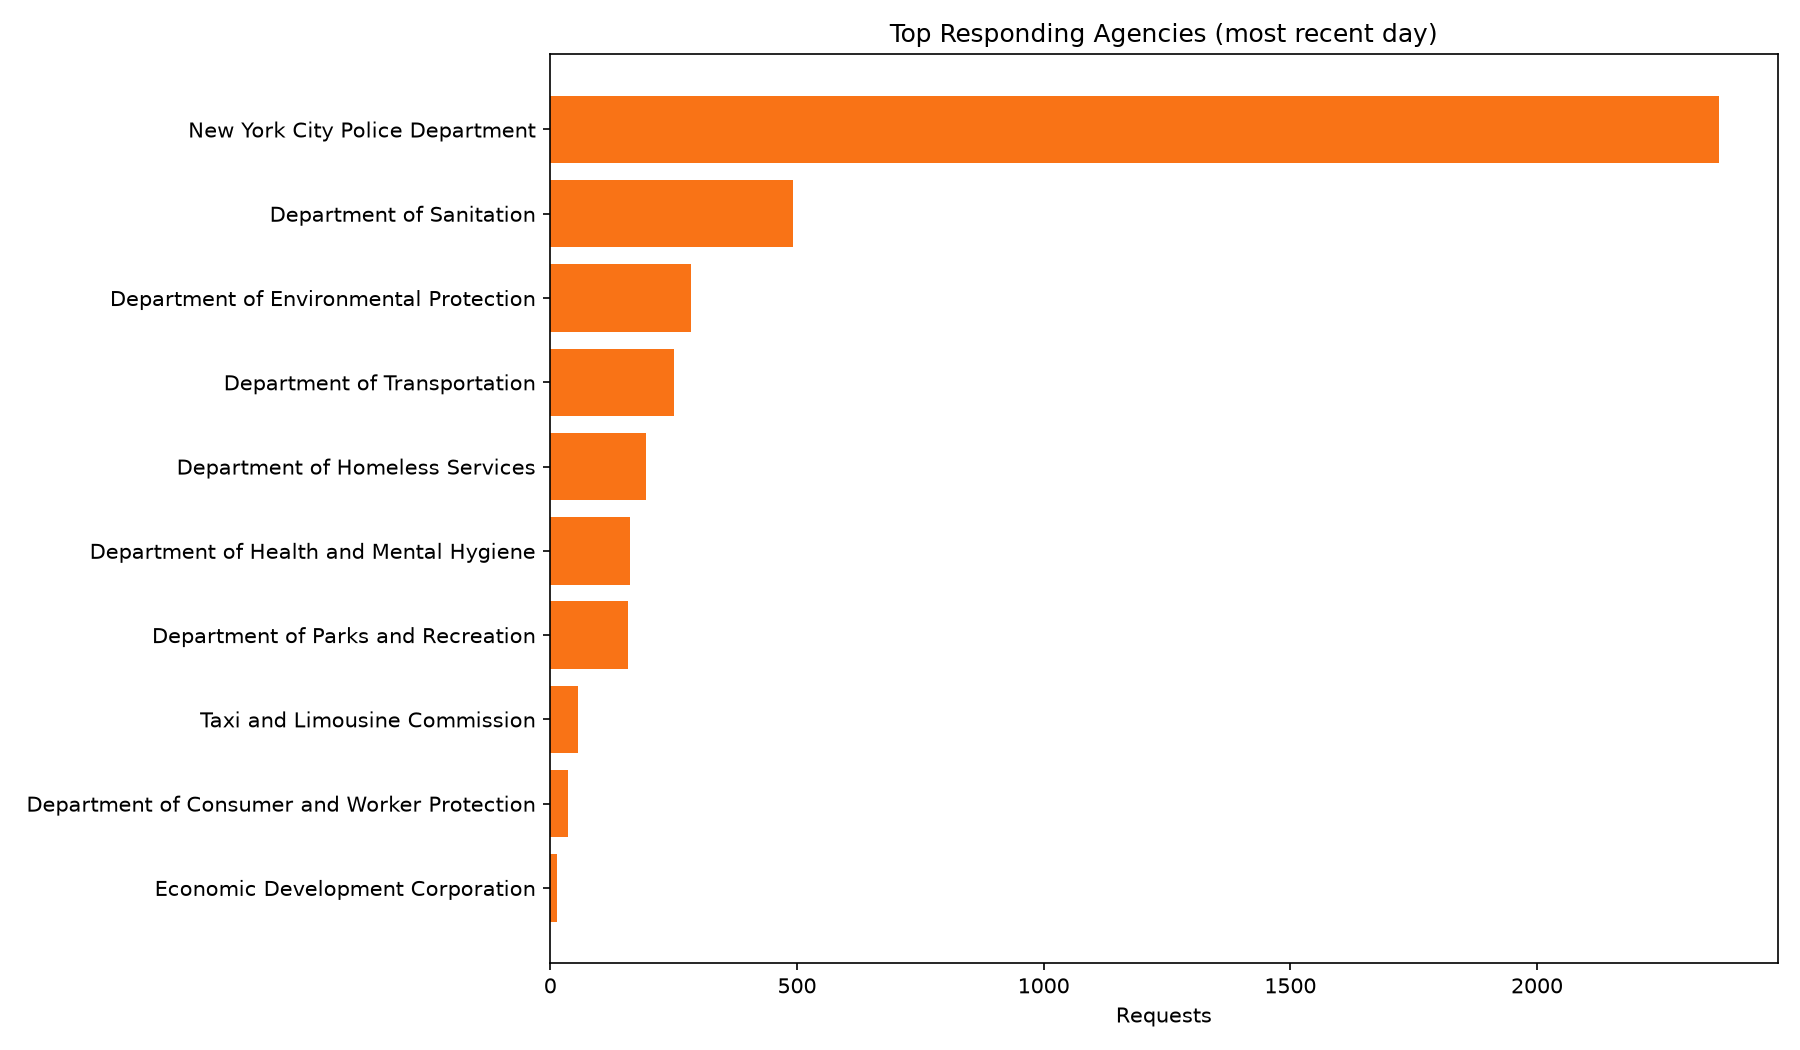 Top Responding Agencies (most recent day)
New York City Police Department
Department of Sanitation
Department of Environmental Protection
Department of Transportation
Department of Homeless Services
Department of Health and Mental Hygiene
Department of Parks and Recreation
Taxi and Limousine Commission
Department of Consumer and Worker Protection
Economic Development Corporation
0 500 1000 1500 2000
Requests